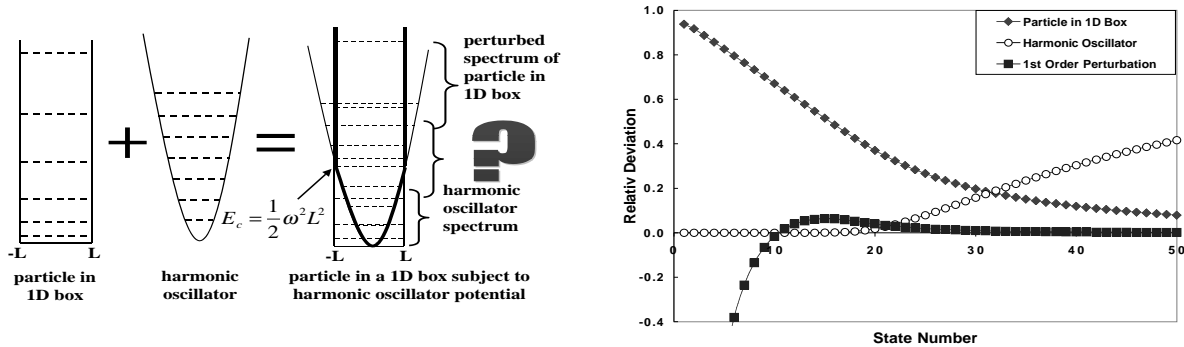 perturbed
spectrum of
particle in
1D box
+
=
?
E_c = \frac{1}{2} ω^2 L^2
harmonic
oscillator
spectrum
-L
L
-L
L
particle in
1D box
harmonic
oscillator
particle in a 1D box subject to
harmonic oscillator potential
Relativ Deviation
1.0
0.8
0.6
0.4
0.2
0.0
-0.2
-0.4
Particle in 1D Box
Harmonic Oscillator
1st Order Perturbation
0 10 20 30 40 50
State Number